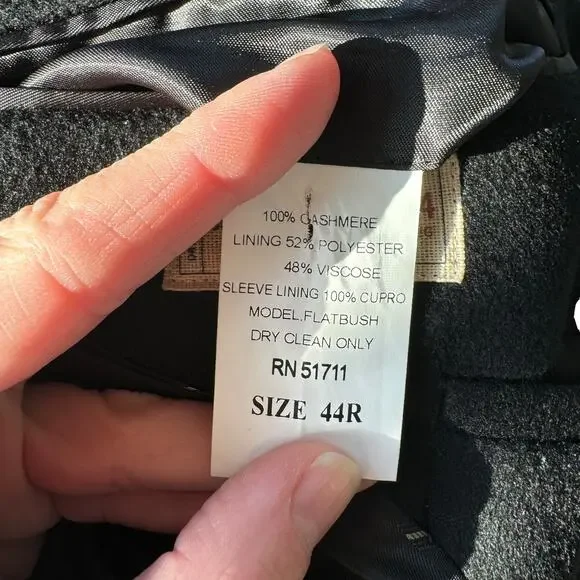 100% CASHMERE
LINING 52% POLYESTER
48% VISCOSE
SLEEVE LINING 100% CUPRO
MODEL.FLATBUSH
DRY CLEAN ONLY
RN 51711
SIZE 44R
4